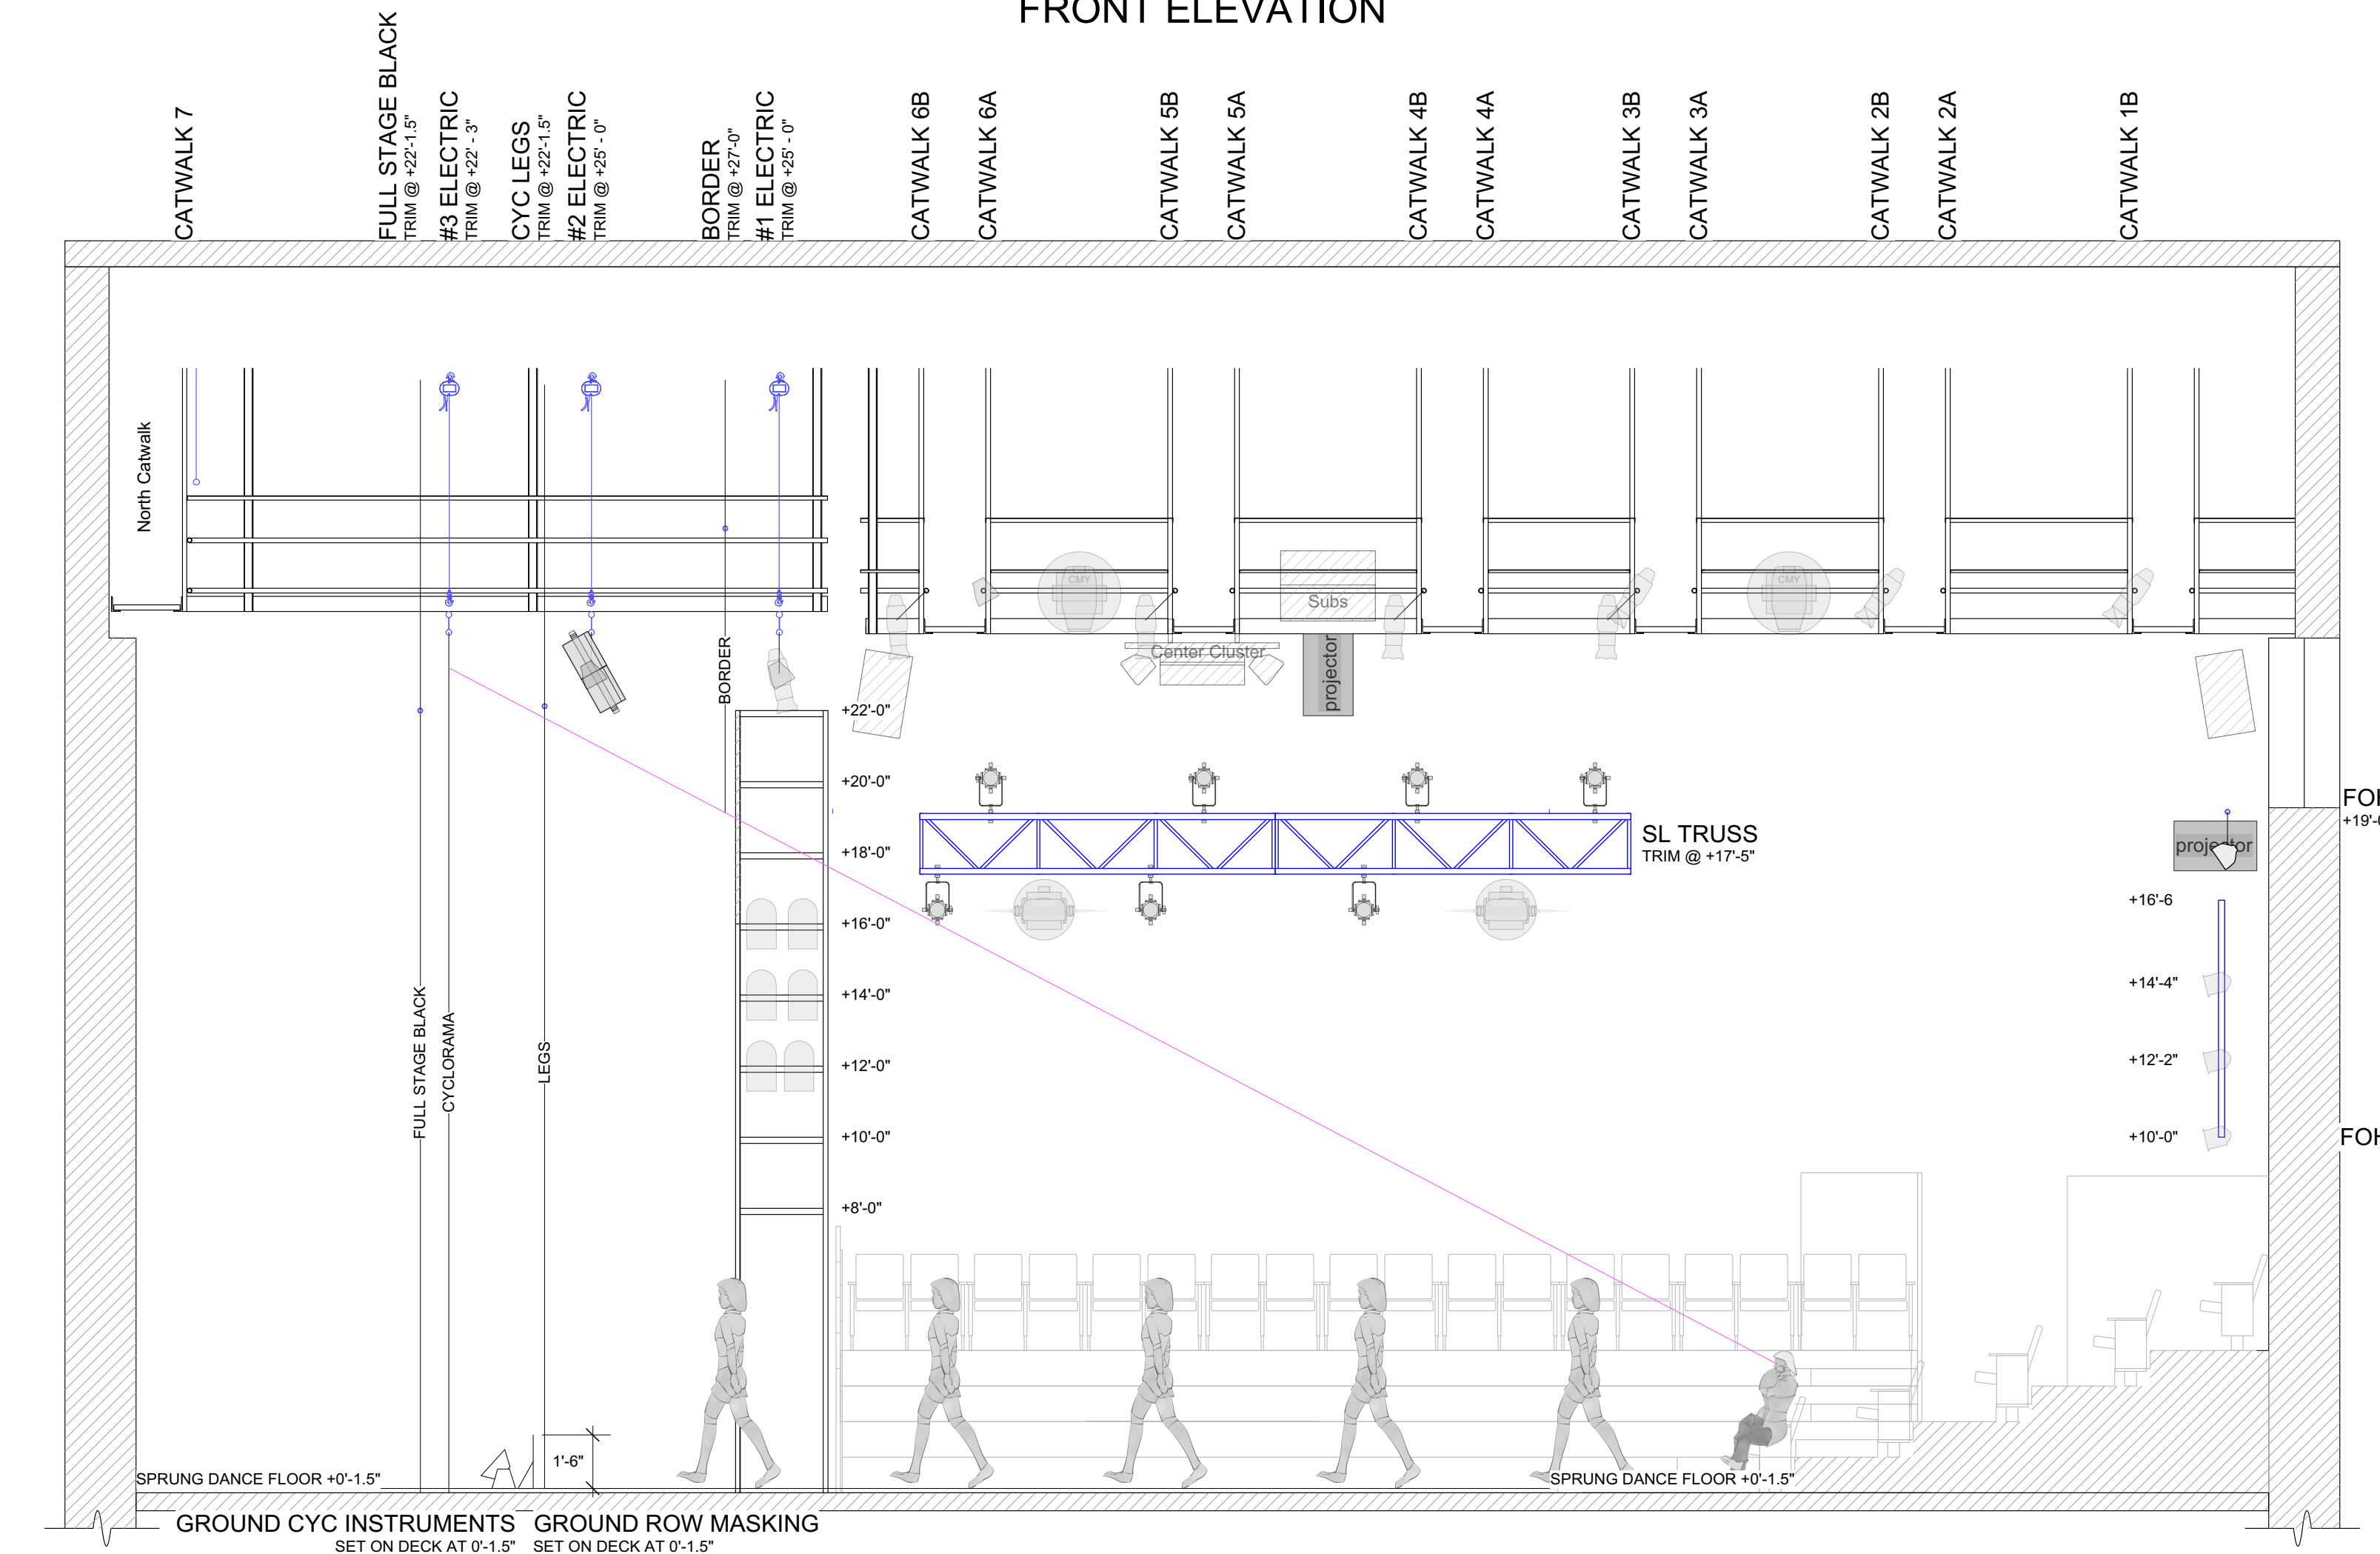 FRONT ELEVATION
CATWALK 7
FULL STAGE BLACK
TRIM @ +22'-1.5"
#3 ELECTRIC
TRIM @ +22' - 3"
CYC LEGS
TRIM @ +22'-1.5"
#2 ELECTRIC
TRIM @ +25' - 0"
BORDER
TRIM @ +27'-0"
#1 ELECTRIC
TRIM @ +25' - 0"
CATWALK 6B
CATWALK 6A
CATWALK 5B
CATWALK 5A
CATWALK 4B
CATWALK 4A
CATWALK 3B
CATWALK 3A
CATWALK 2B
CATWALK 2A
CATWALK 1B
North Catwalk
CMY
Subs
CMY
Center Cluster
projector
BORDER
+22'-0"
+20'-0"
+18'-0"
+16'-0"
+14'-0"
+12'-0"
+10'-0"
+8'-0"
SL TRUSS
TRIM @ +17'-5"
projector
+16'-6
+14'-4"
+12'-2"
+10'-0"
FULL STAGE BLACK
CYCLORAMA
LEGS
1'-6"
SPRUNG DANCE FLOOR +0'-1.5"
SPRUNG DANCE FLOOR +0'-1.5"
GROUND CYC INSTRUMENTS
SET ON DECK AT 0'-1.5"
GROUND ROW MASKING
SET ON DECK AT 0'-1.5"